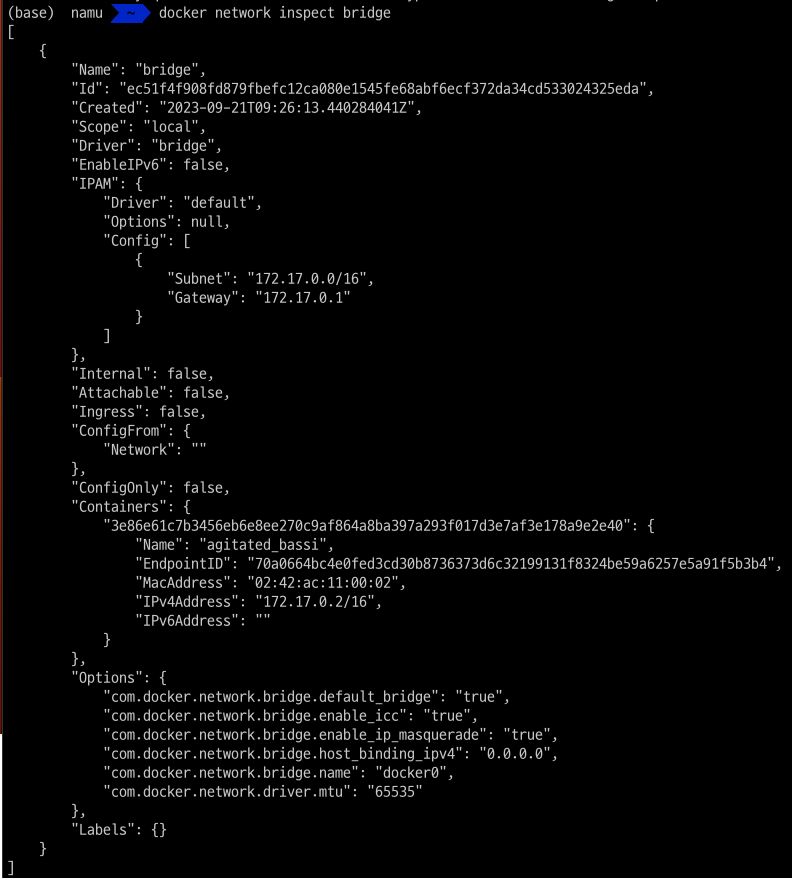 (base) namu ~ docker network inspect bridge
[
    {
        "Name": "bridge",
        "Id": "ec51f4f908fd879fbefc12ca080e1545fe68abf6ecf372da34cd533024325eda",
        "Created": "2023-09-21T09:26:13.440284041Z",
        "Scope": "local",
        "Driver": "bridge",
        "EnableIPv6": false,
        "IPAM": {
            "Driver": "default",
            "Options": null,
            "Config": [
                {
                    "Subnet": "172.17.0.0/16",
                    "Gateway": "172.17.0.1"
                }
            ]
        },
        "Internal": false,
        "Attachable": false,
        "Ingress": false,
        "ConfigFrom": {
            "Network": ""
        },
        "ConfigOnly": false,
        "Containers": {
            "3e86e61c7b3456eb6e8ee270c9af864a8ba397a293f017d3e7af3e178a9e2e40": {
                "Name": "agitated_bassi",
                "EndpointID": "70a0664bc4e0fed3cd30b8736373d6c32199131f8324be59a6257e5a91f5b3b4",
                "MacAddress": "02:42:ac:11:00:02",
                "IPv4Address": "172.17.0.2/16",
                "IPv6Address": ""
            }
        },
        "Options": {
            "com.docker.network.bridge.default_bridge": "true",
            "com.docker.network.bridge.enable_icc": "true",
            "com.docker.network.bridge.enable_ip_masquerade": "true",
            "com.docker.network.bridge.host_binding_ipv4": "0.0.0.0",
            "com.docker.network.bridge.name": "docker0",
            "com.docker.network.driver.mtu": "65535"
        },
        "Labels": {}
    }
]